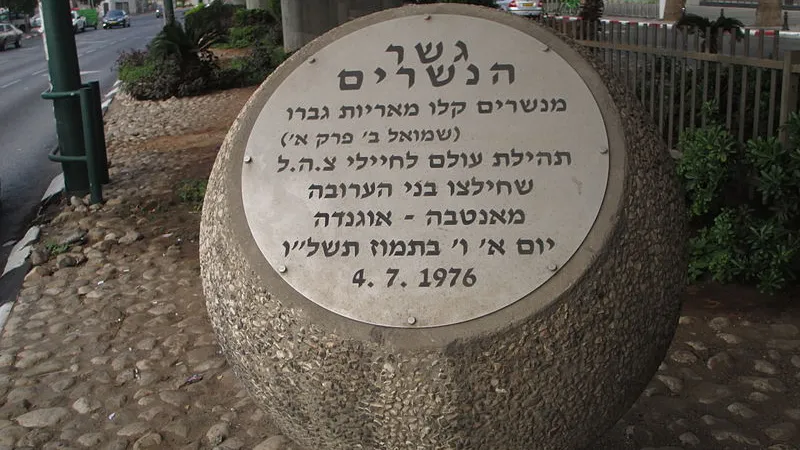 גשר
הנשרים
מנשרים קלו מאריות גברו
(שמואל ב׳ פרק א׳)
תהילת עולם לחיילי צ.ה.ל
שחילצו בני הערובה
מאנטבה - אוגנדה
יום א׳ ו׳ בתמוז תשל״ו
4. 7. 1976